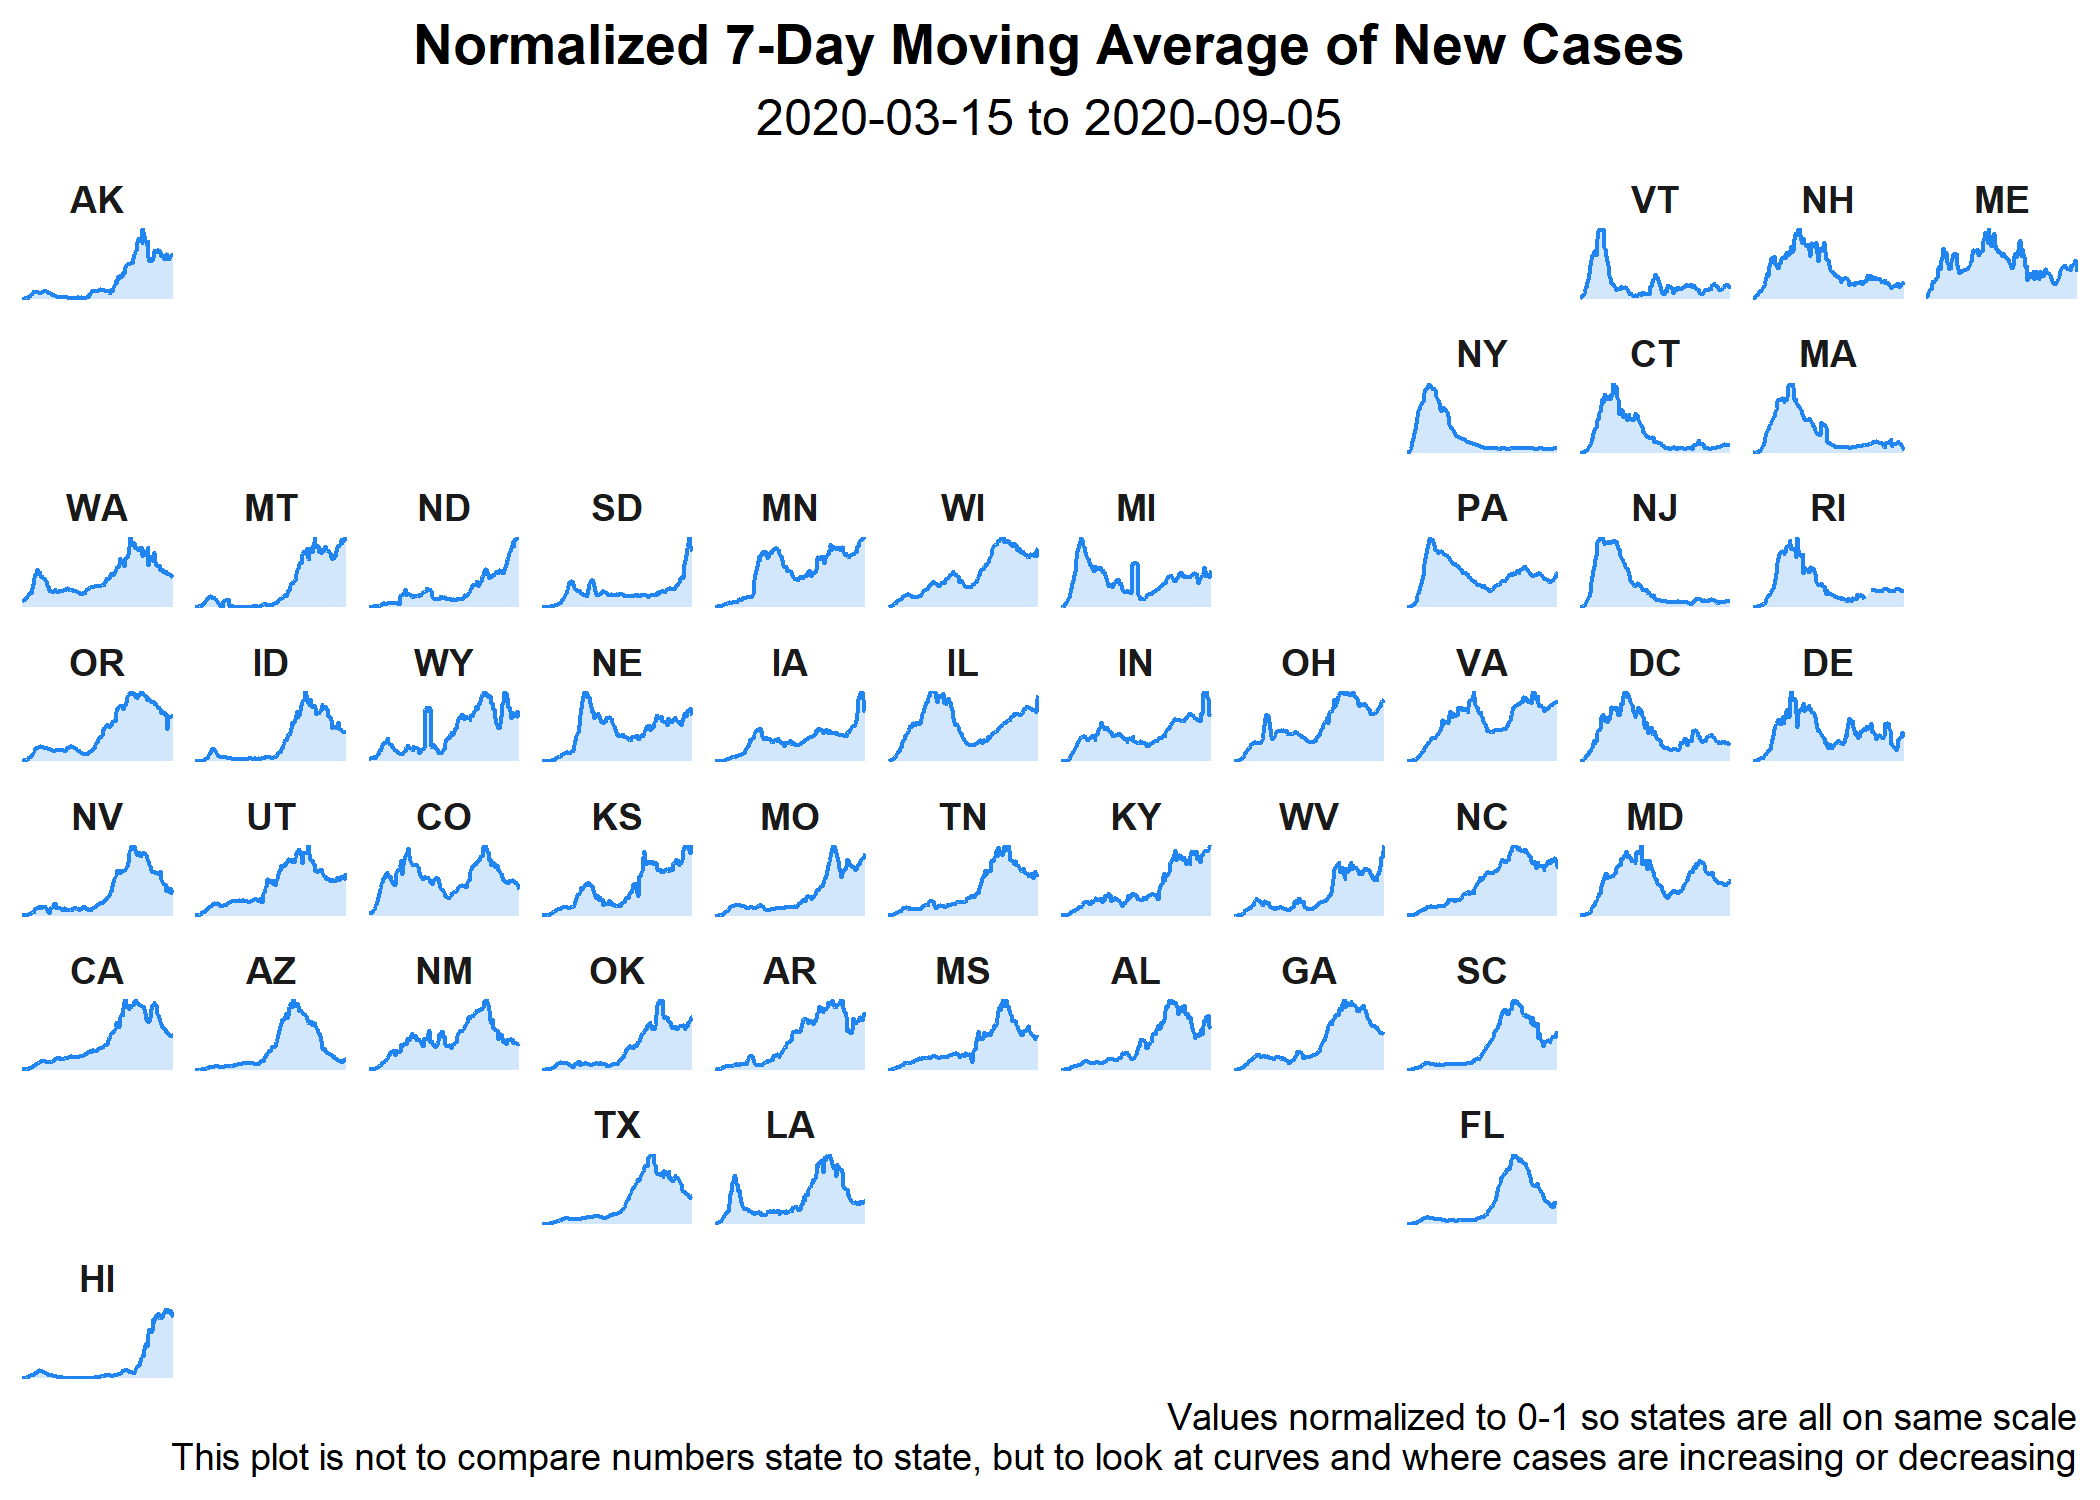 Normalized 7-Day Moving Average of New Cases
2020-03-15 to 2020-09-05
AK VT NH ME
NY CT MA
WA MT ND SD MN WI MI PA NJ RI
OR ID WY NE IA IL IN OH VA DC DE
NV UT CO KS MO TN KY WV NC MD
CA AZ NM OK AR MS AL GA SC
TX LA FL
HI
Values normalized to 0-1 so states are all on same scale
This plot is not to compare numbers state to state, but to look at curves and where cases are increasing or decreasing